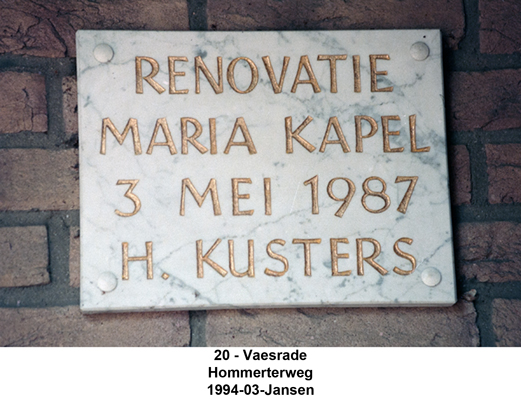 RENOVATIE
MARIA KAPEL
3 MEI 1987
H. KUSTERS
20 - Vaesrade
Hommerterweg
1994-03-Jansen